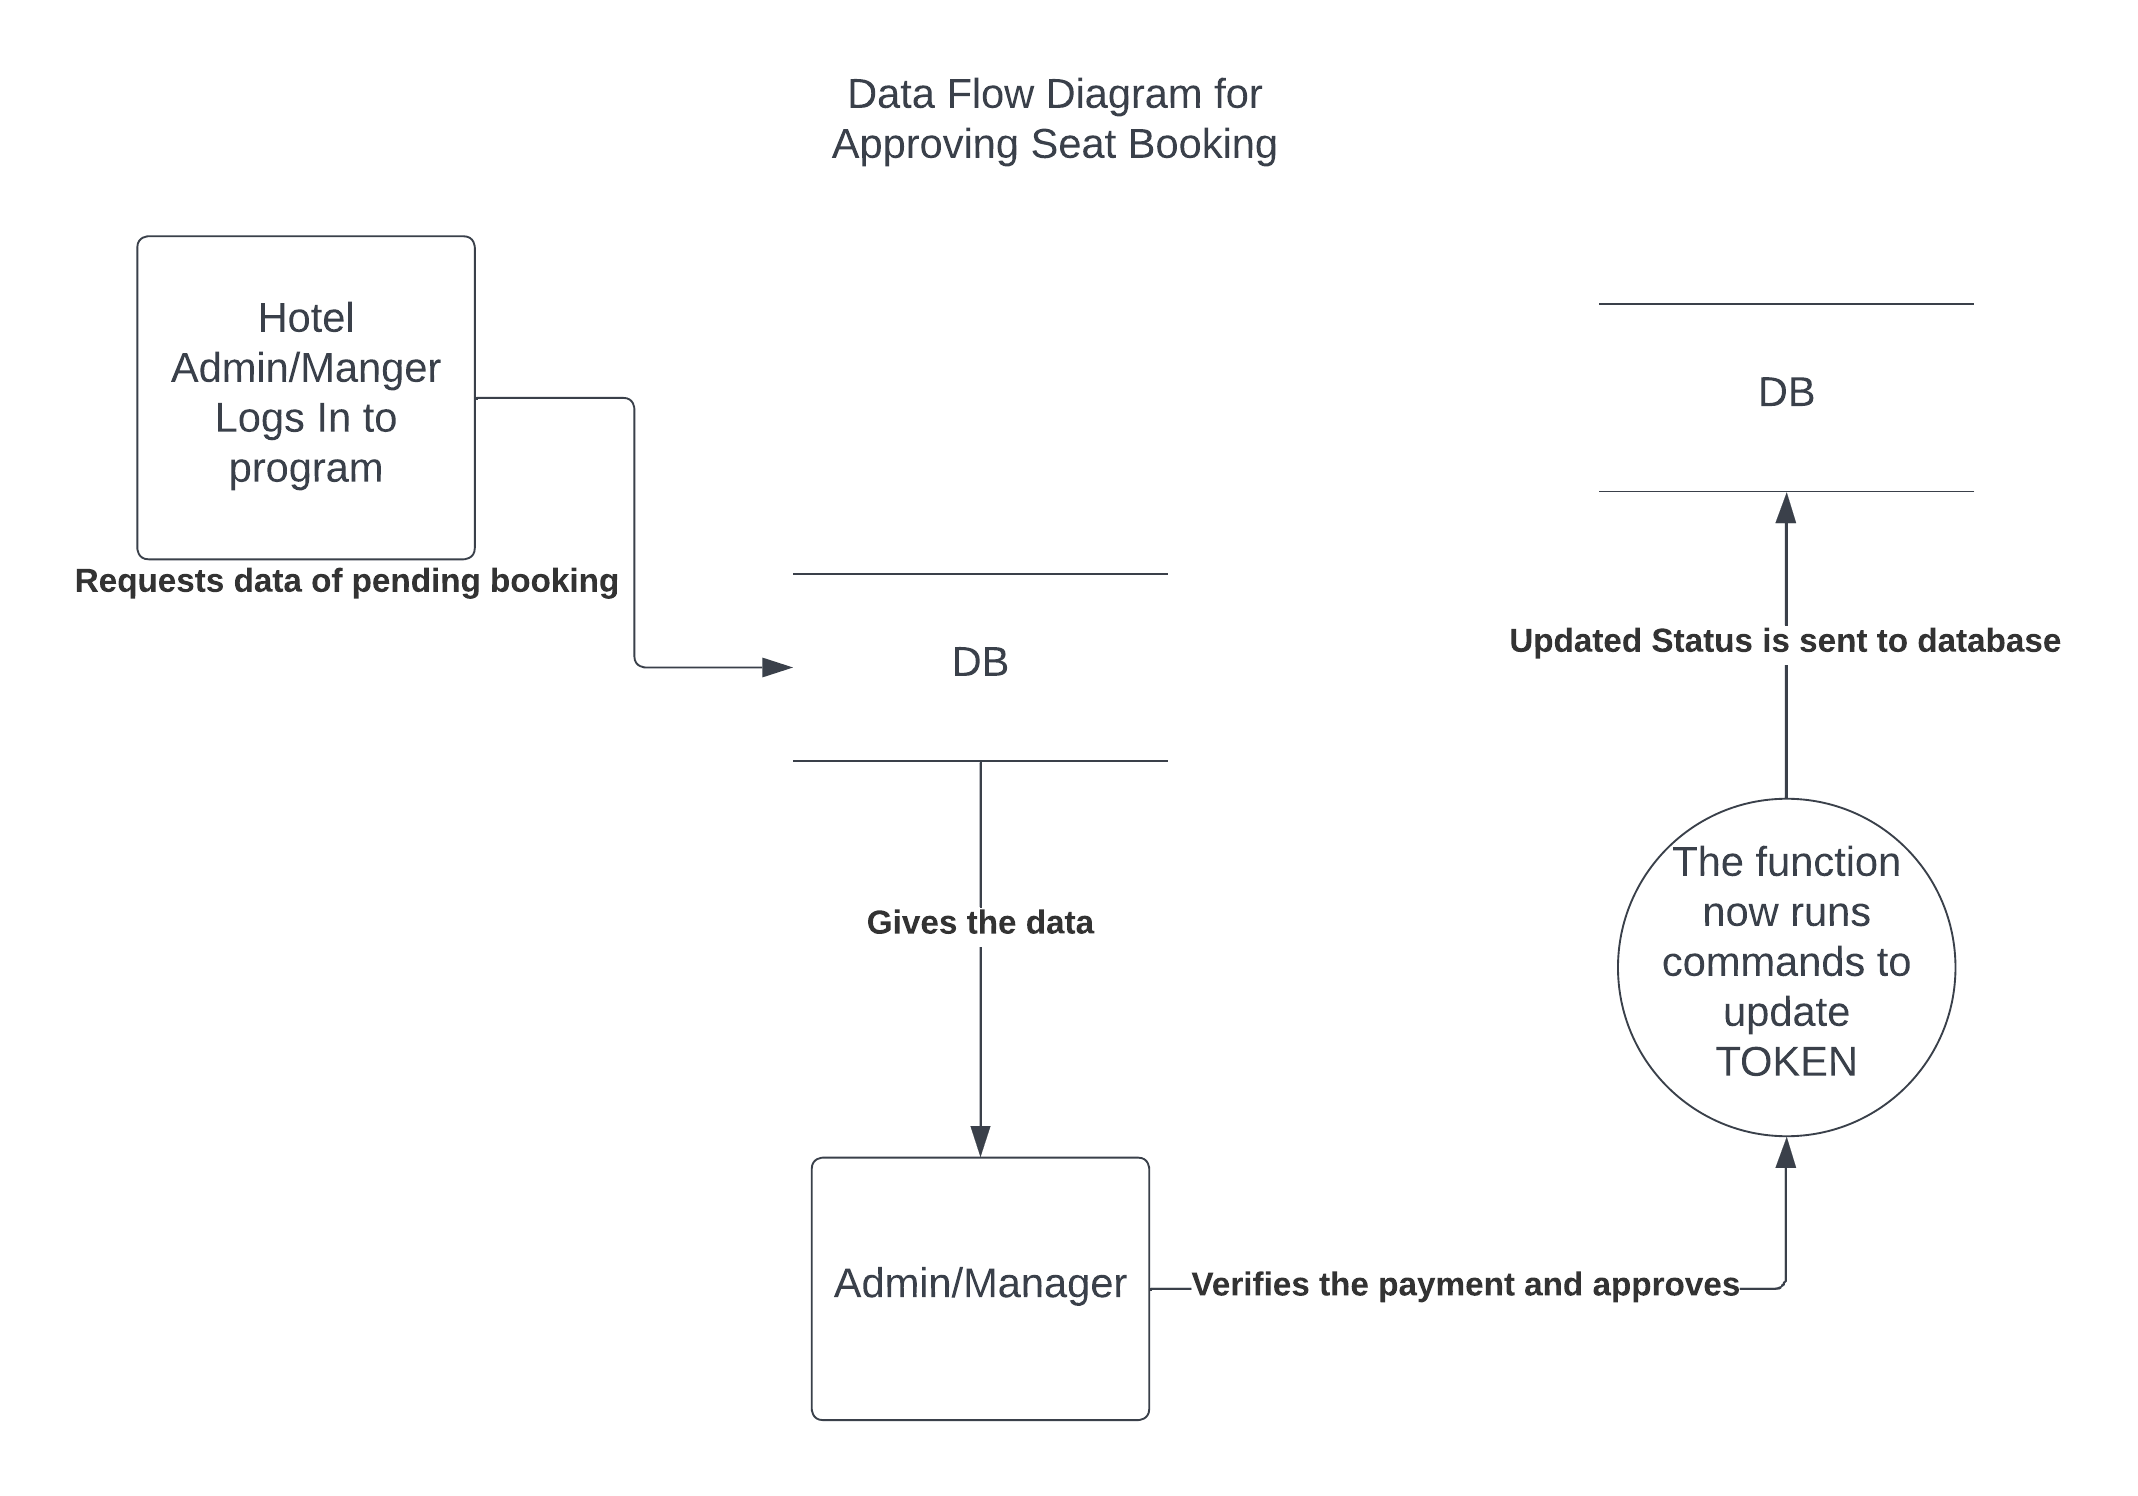 Data Flow Diagram for
Approving Seat Booking
Hotel
Admin/Manger
Logs In to
program
Requests data of pending booking
DB
Gives the data
Admin/Manager
Verifies the payment and approves
The function
now runs
commands to
update
TOKEN
Updated Status is sent to database
DB